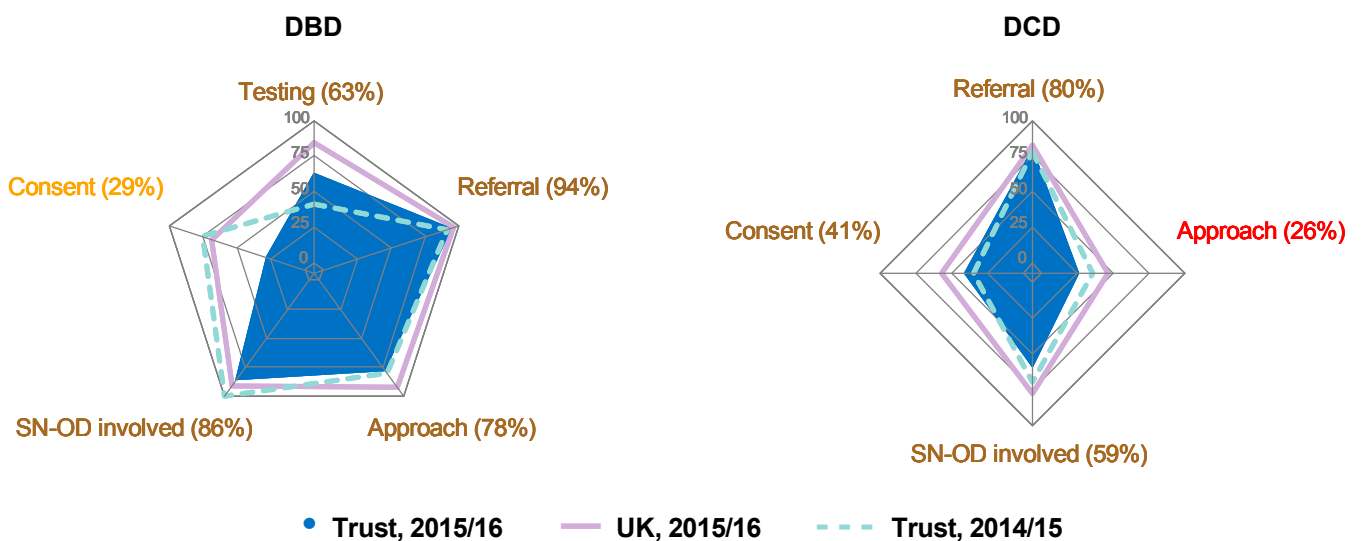 DBD
Testing (63%)
100
75
50
25
0
Consent (29%)
Referral (94%)
SN-OD involved (86%)
Approach (78%)
DCD
Referral (80%)
100
75
50
25
0
Consent (41%)
Approach (26%)
SN-OD involved (59%)
Trust, 2015/16
UK, 2015/16
Trust, 2014/15